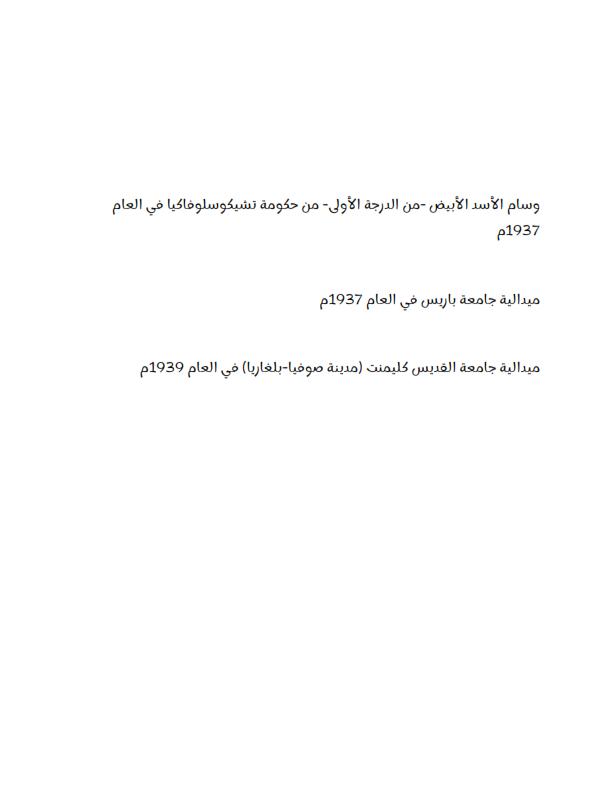 وسام الأسد الأبيض -من الدرجة الأولى- من حكومة تشيكوسلوفاكيا في العام
1937م
ميدالية جامعة باريس في العام 1937م
ميدالية جامعة القديس كليمنت (مدينة صوفيا-بلغاريا) في العام 1939م